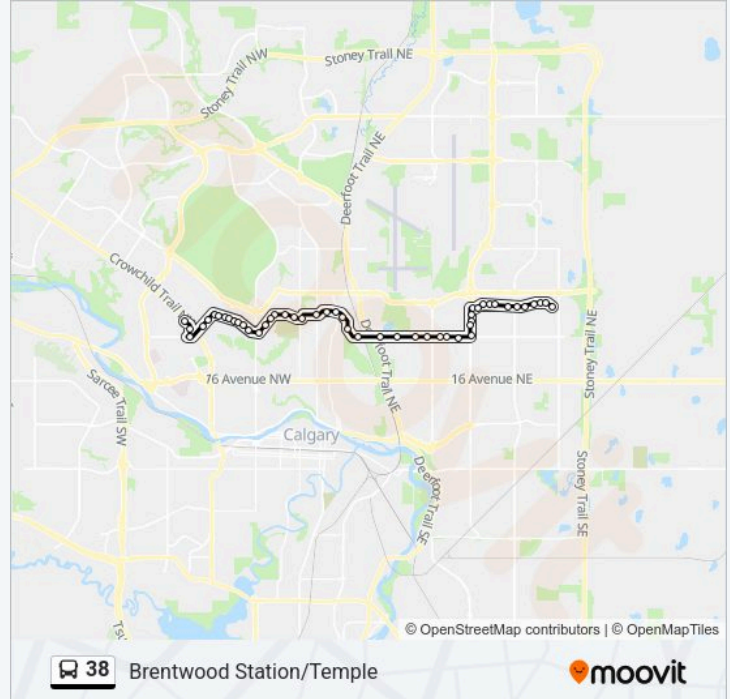 Stoney Trail NW
Stoney Trail NE
Deerfoot Trail NE
Crowchild Trail
Deerfoot Trail NE
Stoney Trail NE
16 Avenue NW
16 Avenue NE
Sarcee Trail SW
Calgary
Deerfoot Trail SE
Stoney Trail SE
© OpenStreetMap contributors | © OpenMapTiles
38 Brentwood Station/Temple
moovit